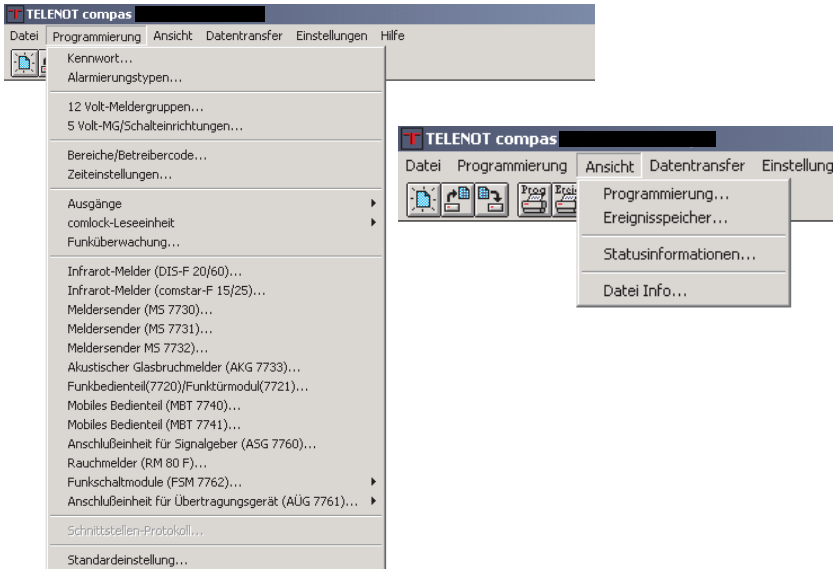 TELENOT compas
Datei Programmierung Ansicht Datentransfer Einstellungen Hilfe
Kennwort...
Alarmierungstypen...
12 Volt-Meldergruppen...
5 Volt-MG/Schalteinrichtungen...
Bereiche/Betreibercode...
Zeiteinstellungen...
Ausgänge
comlock-Leseeinheit
Funküberwachung...
Infrarot-Melder (DIS-F 20/60)...
Infrarot-Melder (comstar-F 15/25)...
Meldersender (MS 7730)...
Meldersender (MS 7731)...
Meldersender MS 7732)...
Akustischer Glasbruchmelder (AKG 7733)...
Funkbedienteil(7720)/Funktürmodul(7721)...
Mobiles Bedienteil (MBT 7740)...
Mobiles Bedienteil (MBT 7741)...
Anschlußeinheit für Signalgeber (ASG 7760)...
Rauchmelder (RM 80 F)...
Funkschaltmodule (FSM 7762)...
Anschlußeinheit für Übertragungsgerät (AÜG 7761)...
Schnittstellen-Protokoll...
Standardeinstellung...
TELENOT compas
Datei Programmierung Ansicht Datentransfer Einstellung
Prog
Programmierung...
Ereignisspeicher...
Statusinformationen...
Datei Info...